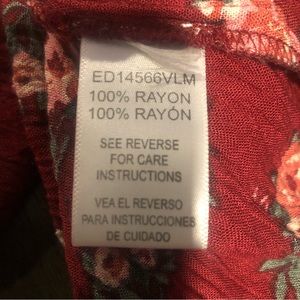 ED14566VLM
100% RAYON
100% RAYÓN
SEE REVERSE
FOR CARE
INSTRUCTIONS
VEA EL REVERSO
PARA INSTRUCCIONES
DE CUIDADO